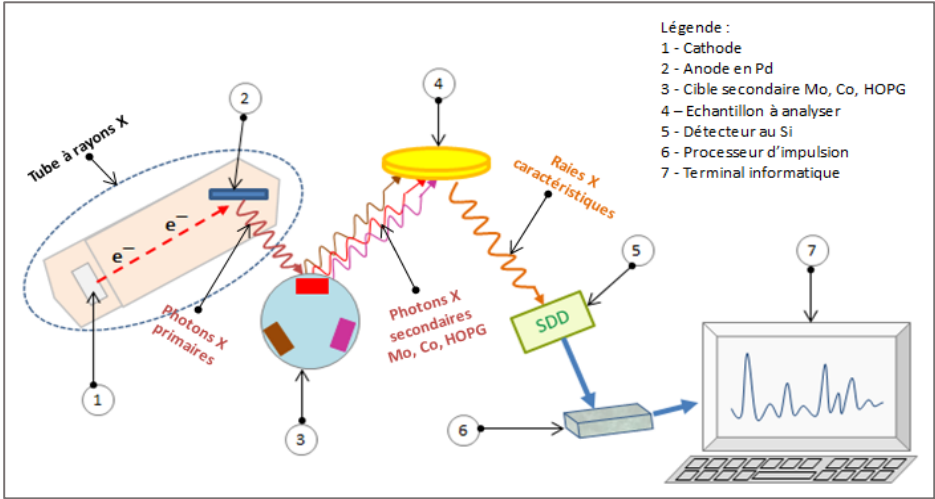 Légende :
1 - Cathode
2 - Anode en Pd
3 - Cible secondaire Mo, Co, HOPG
4 – Echantillon à analyser
5 - Détecteur au Si
6 - Processeur d'impulsion
7 - Terminal informatique
2
4
Tube à rayons X
Raies X
caractéristiques
e−
e−
5
7
Photons X
primaires
Photons X
secondaires
Mo, Co, HOPG
SDD
1
3
6